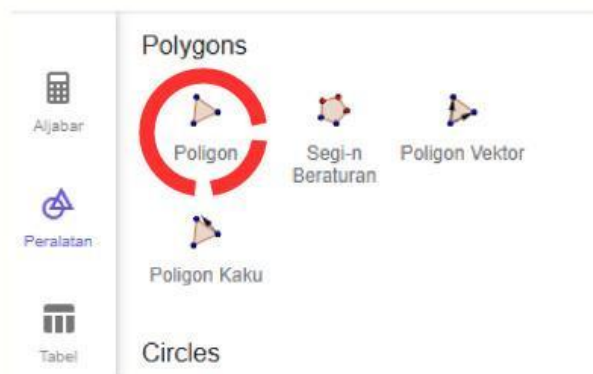 Polygons
Aljabar
Poligon
Segi-n
Beraturan
Poligon Vektor
Peralatan
Poligon Kaku
Tabel
Circles